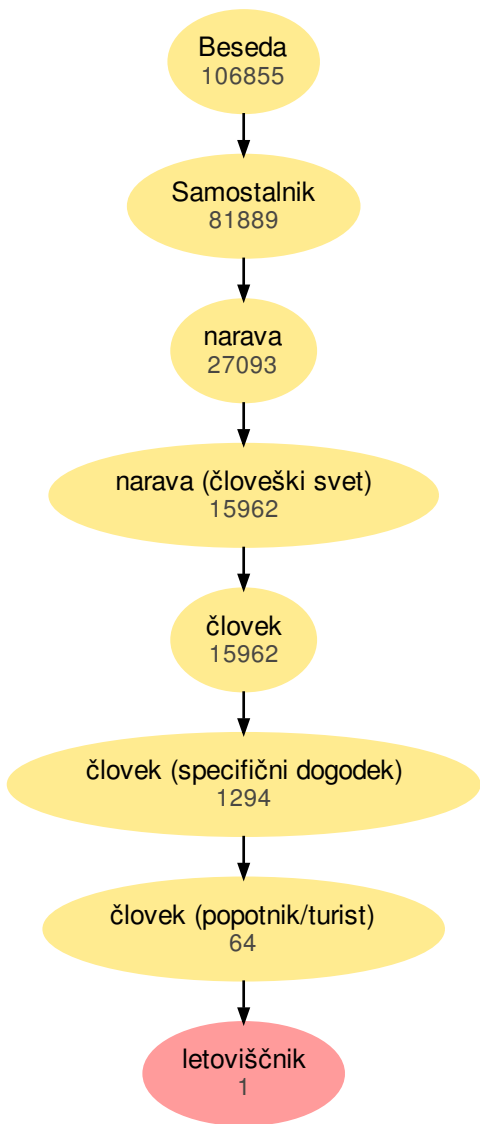 Beseda
106855
Samostalnik
81889
narava
27093
narava (človeški svet)
15962
človek
15962
človek (specifični dogodek)
1294
človek (popotnik/turist)
64
letoviščnik
1